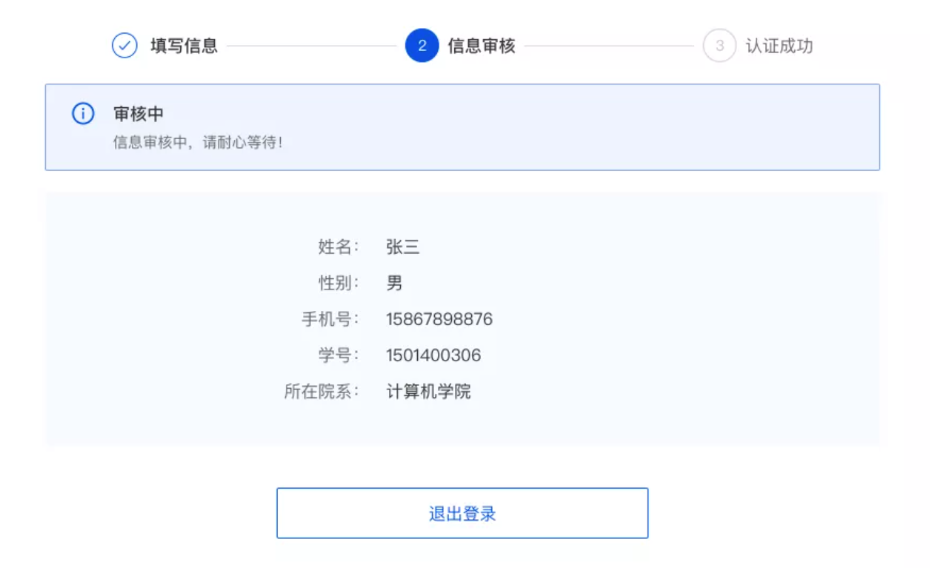 填写信息 2 信息审核 3 认证成功
审核中
信息审核中，请耐心等待！
姓名： 张三
性别： 男
手机号： 15867898876
学号： 1501400306
所在院系： 计算机学院
退出登录